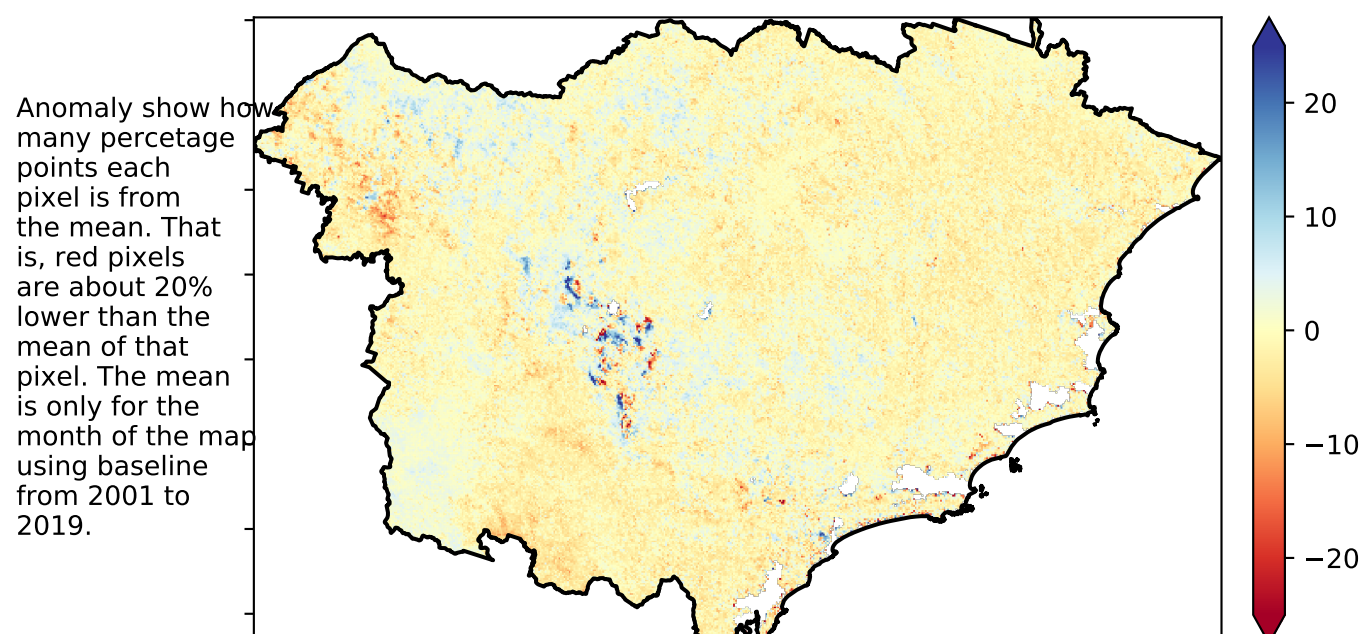 Anomaly show how
many percetage
points each
pixel is from
the mean. That
is, red pixels
are about 20%
lower than the
mean of that
pixel. The mean
is only for the
month of the map
using baseline
from 2001 to
2019.
20
10
0
−10
−20